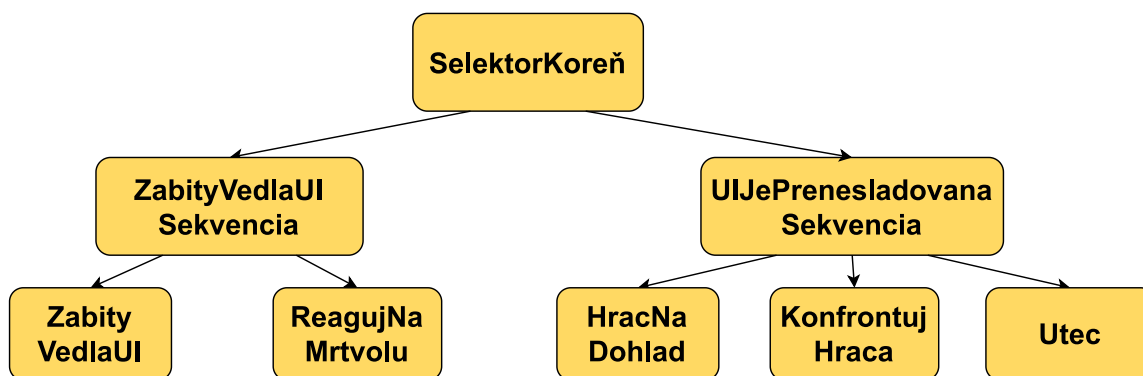 SelektorKoreň
ZabityVedlaUI
Sekvencia
UIJePrenesladovana
Sekvencia
Zabity
VedlaUI
ReagujNa
Mrtvolu
HracNa
Dohlad
Konfrontuj
Hraca
Utec